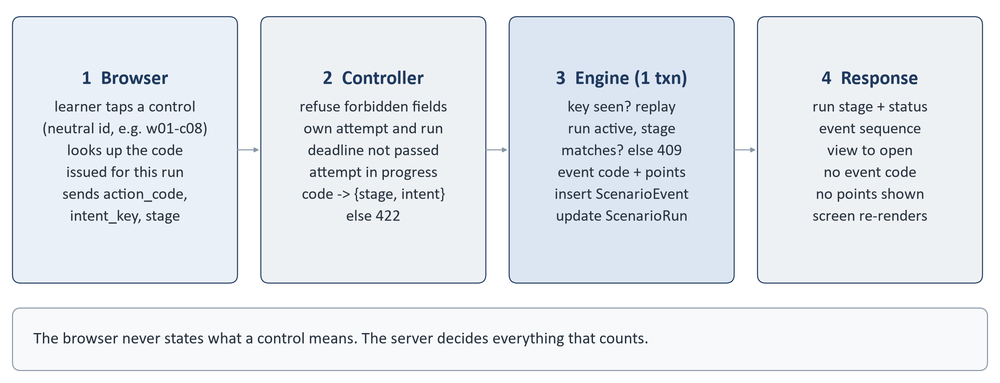 1 Browser
learner taps a control
(neutral id, e.g. w01-c08)
looks up the code
issued for this run
sends action_code,
intent_key, stage
2 Controller
refuse forbidden fields
own attempt and run
deadline not passed
attempt in progress
code -> {stage, intent}
else 422
3 Engine (1 txn)
key seen? replay
run active, stage
matches? else 409
event code + points
insert ScenarioEvent
update ScenarioRun
4 Response
run stage + status
event sequence
view to open
no event code
no points shown
screen re-renders
The browser never states what a control means. The server decides everything that counts.